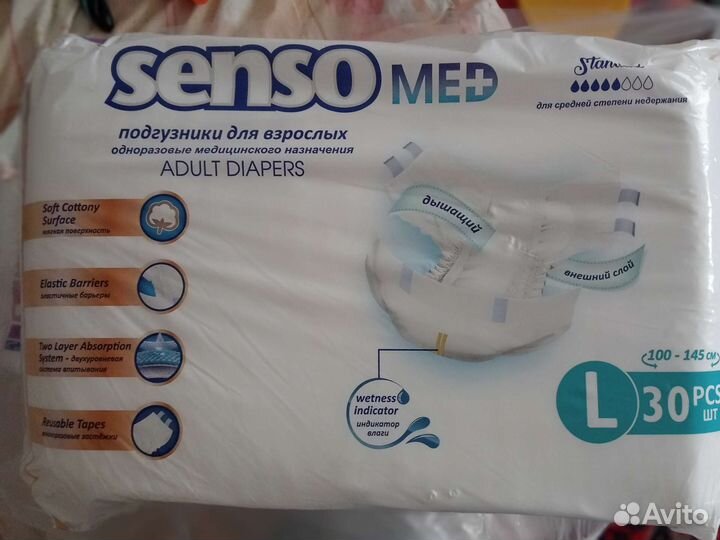 senso MED
Standard
для средней степени недержания
подгузники для взрослых
одноразовые медицинского назначения
ADULT DIAPERS
Soft Cottony
Surface
мягкая поверхность
Elastic Barriers
эластичные барьеры
Two Layer Absorption
System - двухуровневая
система впитывания
Reusable Tapes
многоразовые застёжки
дышащий
внешний слой
wetness
indicator
индикатор
влаги
100 - 145 см
L 30 PCS
ШТ
Avito